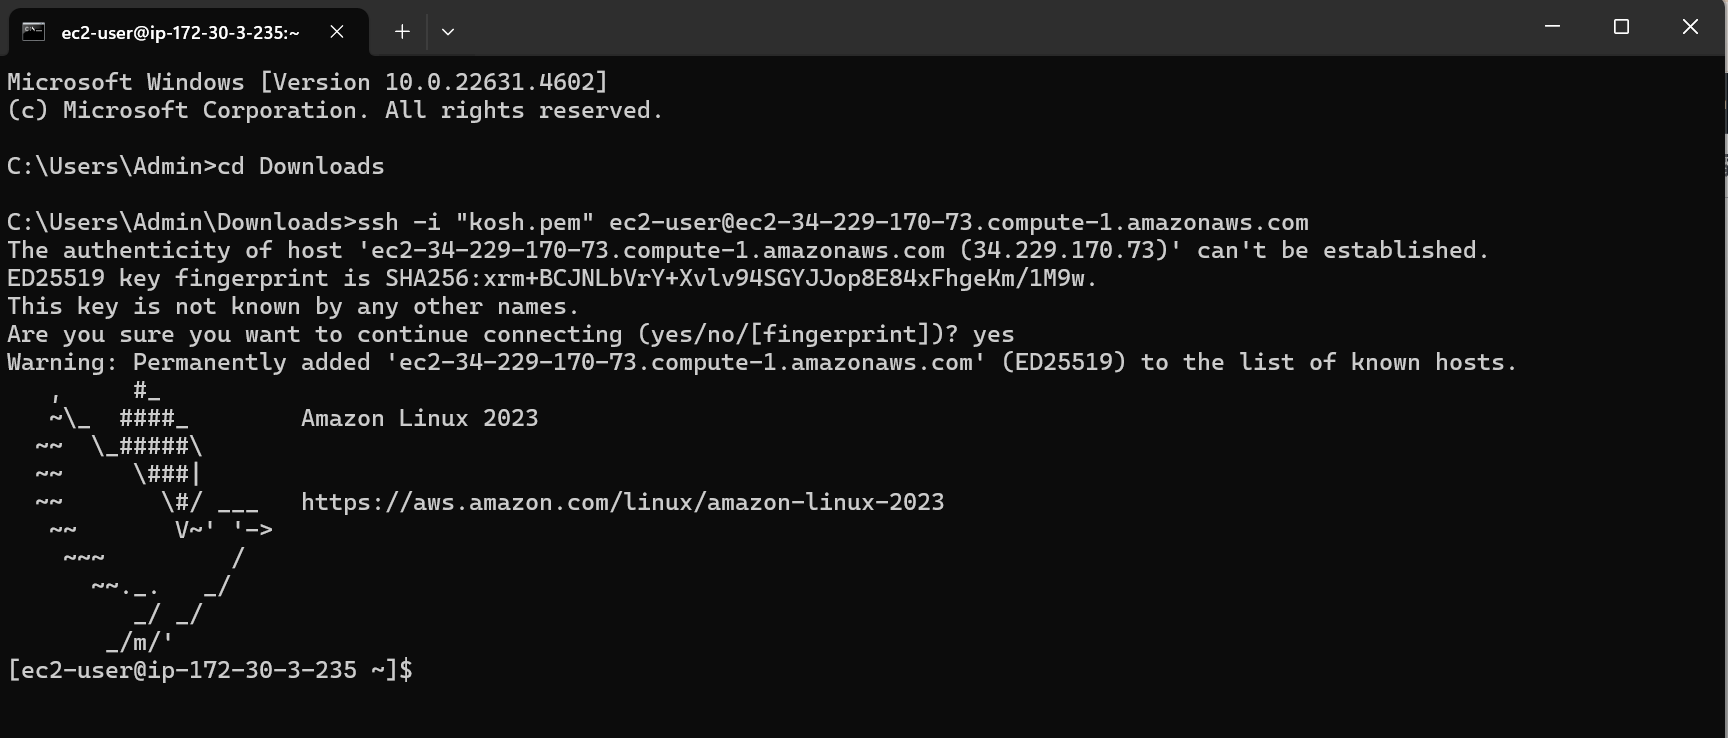 ec2-user@ip-172-30-3-235:~
Microsoft Windows [Version 10.0.22631.4602]
(c) Microsoft Corporation. All rights reserved.

C:\Users\Admin>cd Downloads

C:\Users\Admin\Downloads>ssh -i "kosh.pem" ec2-user@ec2-34-229-170-73.compute-1.amazonaws.com
The authenticity of host 'ec2-34-229-170-73.compute-1.amazonaws.com (34.229.170.73)' can't be established.
ED25519 key fingerprint is SHA256:xrm+BCJNLbVrY+Xvlv94SGYJJop8E84xFhgeKm/1M9w.
This key is not known by any other names.
Are you sure you want to continue connecting (yes/no/[fingerprint])? yes
Warning: Permanently added 'ec2-34-229-170-73.compute-1.amazonaws.com' (ED25519) to the list of known hosts.
   ,     #_
   ~\_  ####_        Amazon Linux 2023
  ~~  \_#####\
  ~~     \###|
  ~~       \#/ ___   https://aws.amazon.com/linux/amazon-linux-2023
   ~~       V~' '->
    ~~~         /
      ~~._.   _/
         _/ _/
       _/m/'
[ec2-user@ip-172-30-3-235 ~]$